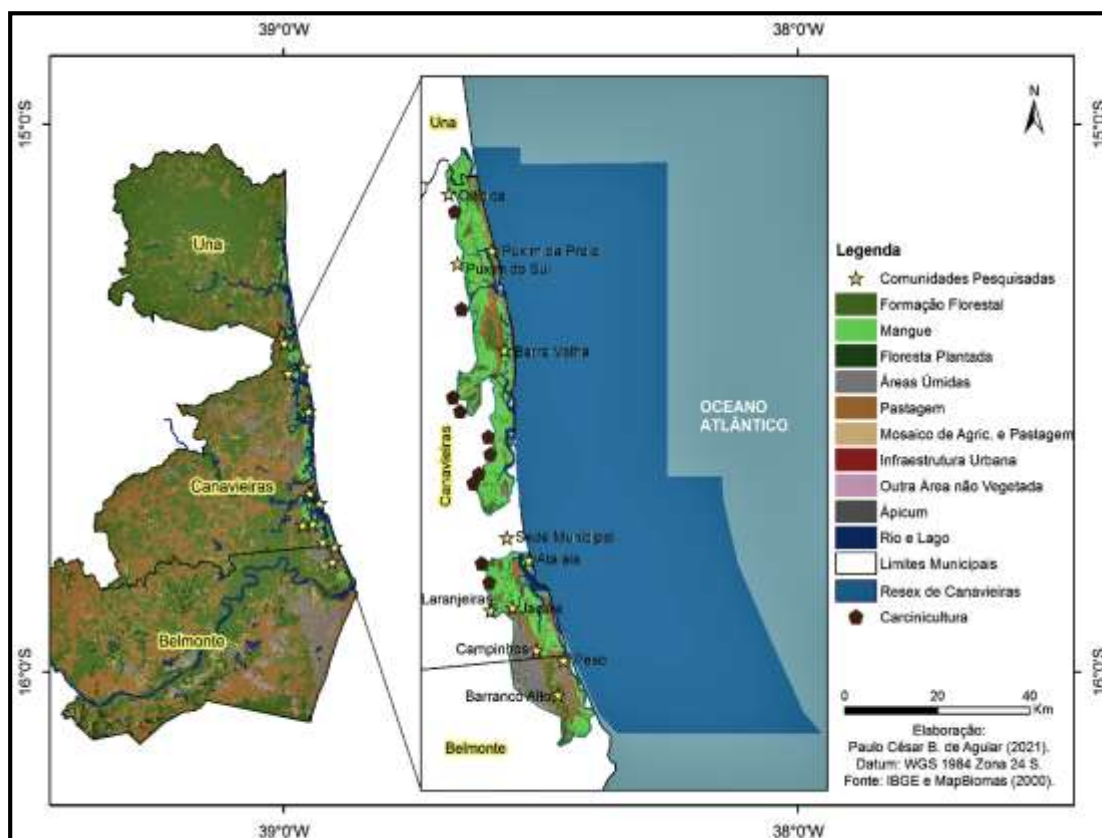 39°0'W
38°0'W
15°0'S
15°0'S
N
Una
Una
Oiticica
Puxim da Praia
Puxim do Sul
Barra Velha
Canavieiras
Canavieiras
OCEANO
ATLÂNTICO
Sede Municipal
Atalaia
Laranjeiras
Campinhos
Peso
Barranco Alto
Belmonte
Belmonte
Legenda
Comunidades Pesquisadas
Formação Florestal
Mangue
Floresta Plantada
Áreas Úmidas
Pastagem
Mosaico de Agric. e Pastagem
Infraestrutura Urbana
Outra Área não Vegetada
Apicum
Rio e Lago
Limites Municipais
Resex de Canavieiras
Carcinicultura
16°0'S
16°0'S
0 20 40
Km
Elaboração:
Paulo César B. de Aguiar (2021).
Datum: WGS 1984 Zona 24 S.
Fonte: IBGE e MapBiomas (2000).
39°0'W
38°0'W